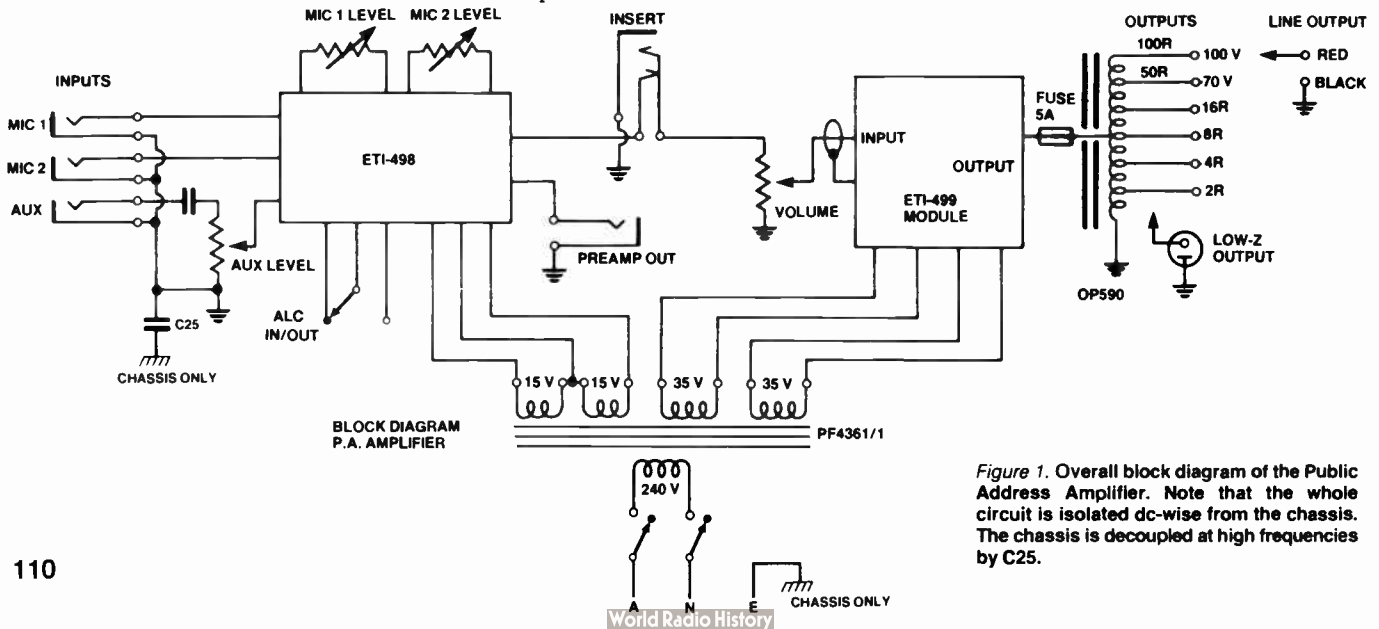 MIC 1 LEVEL MIC 2 LEVEL
INSERT
OUTPUTS
LINE OUTPUT
INPUTS
100R
100 V
RED
50R
70 V
BLACK
FUSE
5A
16R
MIC 1
ETI-498
INPUT
8R
MIC 2
OUTPUT
4R
AUX
ETI-499
MODULE
2R
VOLUME
AUX LEVEL
PREAMP OUT
LOW-Z
OUTPUT
OP590
C25
ALC
IN/OUT
CHASSIS ONLY
15 V
15 V
35 V
35 V
BLOCK DIAGRAM
P.A. AMPLIFIER
PF4361/1
240 V
Figure 1. Overall block diagram of the Public
Address Amplifier. Note that the whole
circuit is isolated dc-wise from the chassis.
The chassis is decoupled at high frequencies
by C25.
110
A
N
E
CHASSIS ONLY
World Radio History